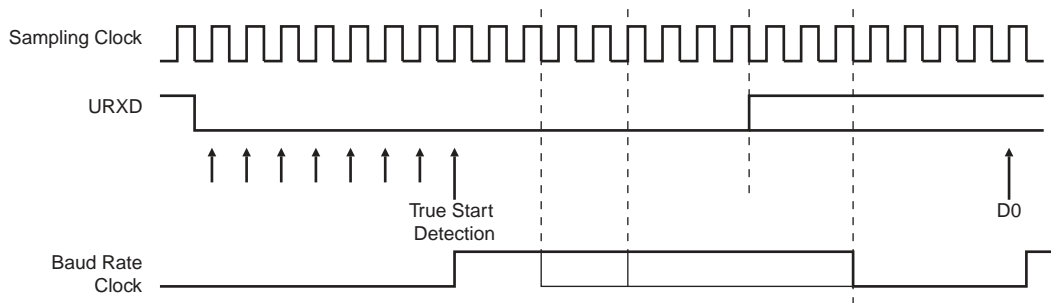 Sampling Clock
URXD
True Start
Detection
D0
Baud Rate
Clock